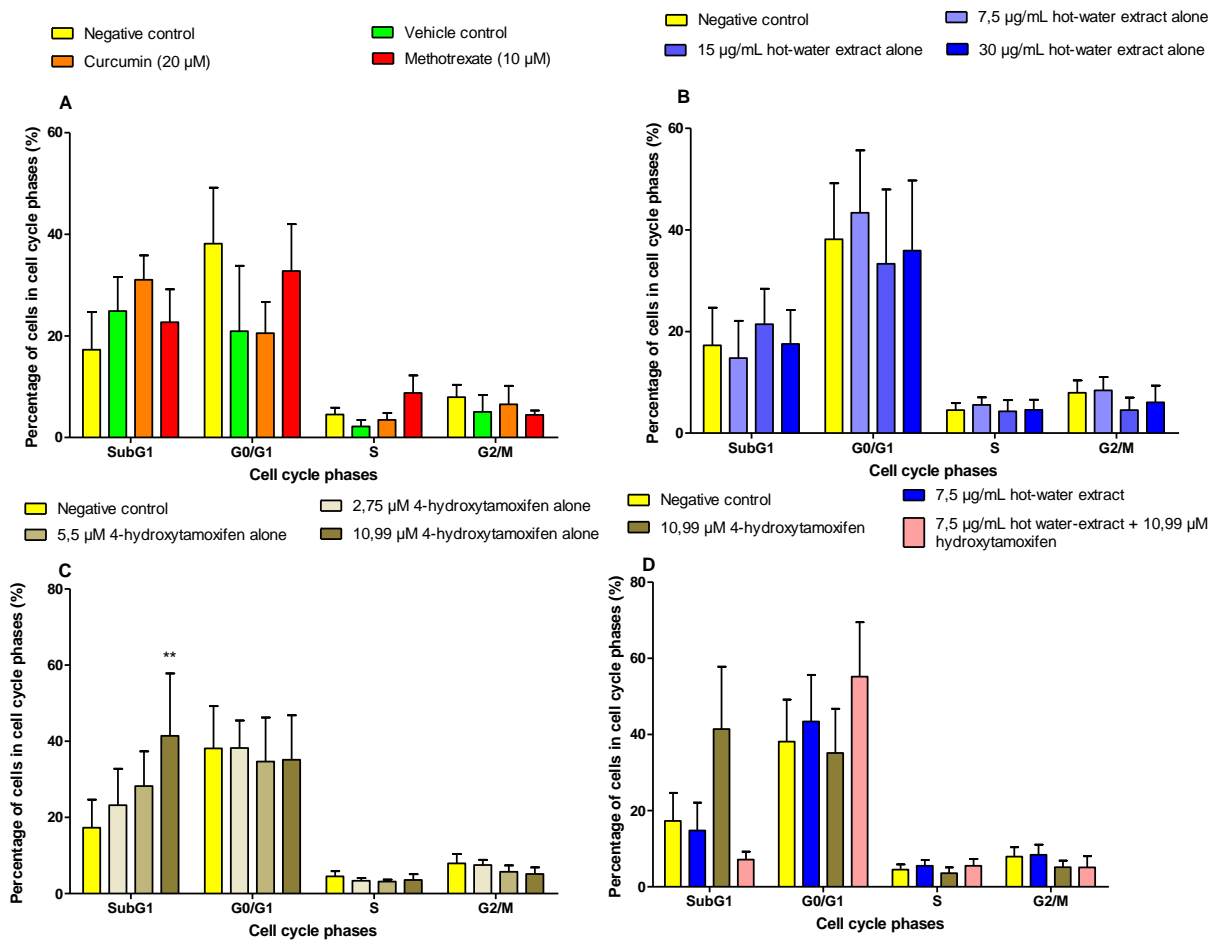 Negative control
Vehicle control
Curcumin (20 µM)
Methotrexate (10 µM)
A
Percentage of cells in cell cycle phases (%)
60
40
20
0
SubG1 G0/G1 S G2/M
Cell cycle phases
Negative control
7,5 µg/mL hot-water extract alone
15 µg/mL hot-water extract alone
30 µg/mL hot-water extract alone
B
Percentage of cells in cell cycle phases (%)
60
40
20
0
SubG1 G0/G1 S G2/M
Cell cycle phases
Negative control
2,75 µM 4-hydroxytamoxifen alone
5,5 µM 4-hydroxytamoxifen alone
10,99 µM 4-hydroxytamoxifen alone
C
Percentage of cells in cell cycle phases (%)
80
60
40
20
0
**
SubG1 G0/G1 S G2/M
Cell cycle phases
Negative control
7,5 µg/mL hot-water extract
10,99 µM 4-hydroxytamoxifen
7,5 µg/mL hot water-extract + 10,99 µM
hydroxytamoxifen
D
Percentage of cells in cell cycle phases (%)
80
60
40
20
0
SubG1 G0/G1 S G2/M
Cell cycle phases